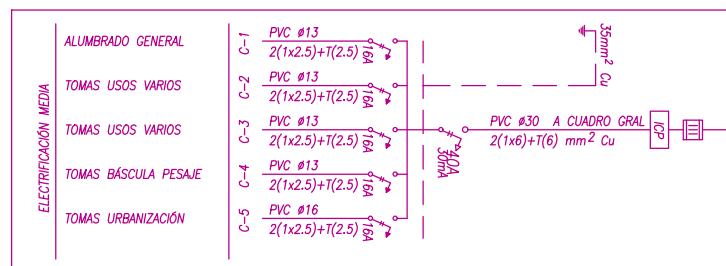 ELECTRIFICACIÓN MEDIA
ALUMBRADO GENERAL
C-1
PVC ø13
2(1x2.5)+T(2.5)
16A
TOMAS USOS VARIOS
C-2
PVC ø13
2(1x2.5)+T(2.5)
16A
TOMAS USOS VARIOS
C-3
PVC ø13
2(1x2.5)+T(2.5)
16A
TOMAS BÁSCULA PESAJE
C-4
PVC ø13
2(1x2.5)+T(2.5)
16A
TOMAS URBANIZACIÓN
C-5
PVC ø16
2(1x2.5)+T(2.5)
16A
40A
30mA
PVC ø30 A CUADRO GRAL
2(1x6)+T(6) mm2 Cu
ICP
35mm2
Cu